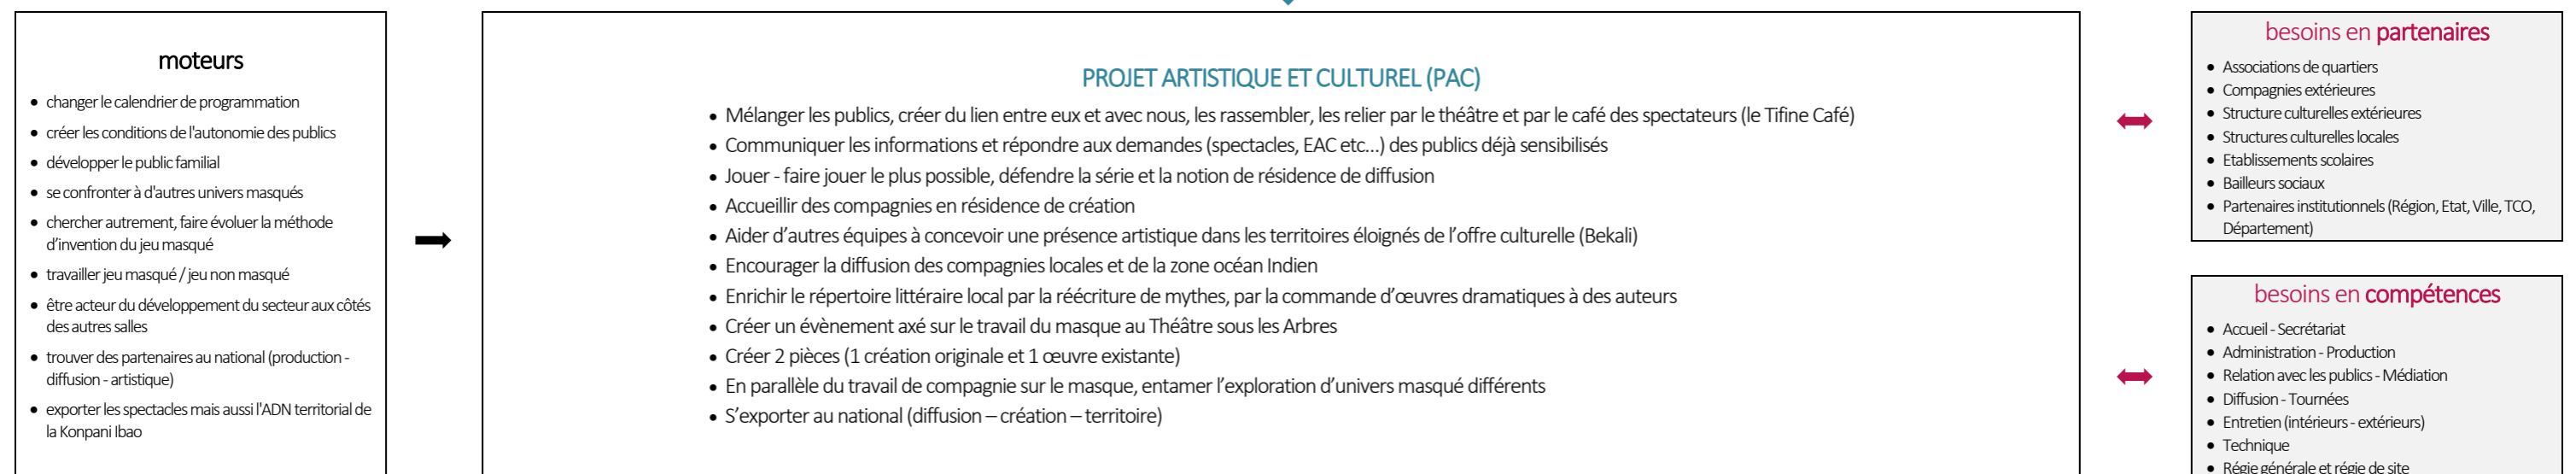 moteurs
• changer le calendrier de programmation
• créer les conditions de l'autonomie des publics
• développer le public familial
• se confronter à d'autres univers masqués
• chercher autrement, faire évoluer la méthode
d'invention du jeu masqué
• travailler jeu masqué / jeu non masqué
• être acteur du développement du secteur aux côtés
des autres salles
• trouver des partenaires au national (production -
diffusion - artistique)
• exporter les spectacles mais aussi l'ADN territorial de
la Konpani Ibao
PROJET ARTISTIQUE ET CULTUREL (PAC)
• Mélanger les publics, créer du lien entre eux et avec nous, les rassembler, les relier par le théâtre et par le café des spectateurs (le Tifine Café)
• Communiquer les informations et répondre aux demandes (spectacles, EAC etc...) des publics déjà sensibilisés
• Jouer - faire jouer le plus possible, défendre la série et la notion de résidence de diffusion
• Accueillir des compagnies en résidence de création
• Aider d'autres équipes à concevoir une présence artistique dans les territoires éloignés de l'offre culturelle (Bekali)
• Encourager la diffusion des compagnies locales et de la zone océan Indien
• Enrichir le répertoire littéraire local par la réécriture de mythes, par la commande d'œuvres dramatiques à des auteurs
• Créer un évènement axé sur le travail du masque au Théâtre sous les Arbres
• Créer 2 pièces (1 création originale et 1 œuvre existante)
• En parallèle du travail de compagnie sur le masque, entamer l'exploration d'univers masqué différents
• S'exporter au national (diffusion – création – territoire)
besoins en partenaires
• Associations de quartiers
• Compagnies extérieures
• Structure culturelles extérieures
• Structures culturelles locales
• Etablissements scolaires
• Bailleurs sociaux
• Partenaires institutionnels (Région, Etat, Ville, TCO,
Département)
besoins en compétences
• Accueil - Secrétariat
• Administration - Production
• Relation avec les publics - Médiation
• Diffusion - Tournées
• Entretien (intérieurs - extérieurs)
• Technique
• Régie générale et régie de site